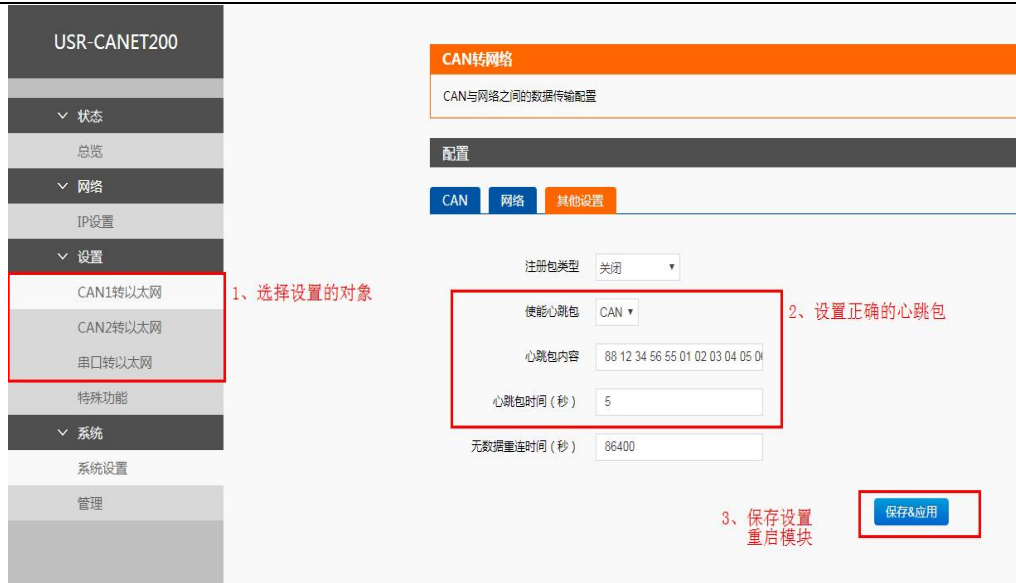 USR-CANET200
状态
总览
网络
IP设置
设置
CAN1转以太网
CAN2转以太网
串口转以太网
特殊功能
系统
系统设置
管理
1、选择设置的对象
CAN转网络
CAN与网络之间的数据传输配置
配置
CAN 网络 其他设置
注册包类型 关闭
使能心跳包 CAN
心跳包内容 88 12 34 56 55 01 02 03 04 05
心跳包时间（秒） 5
无数据重连时间（秒） 86400
2、设置正确的心跳包
3、保存设置
重启模块
保存&应用